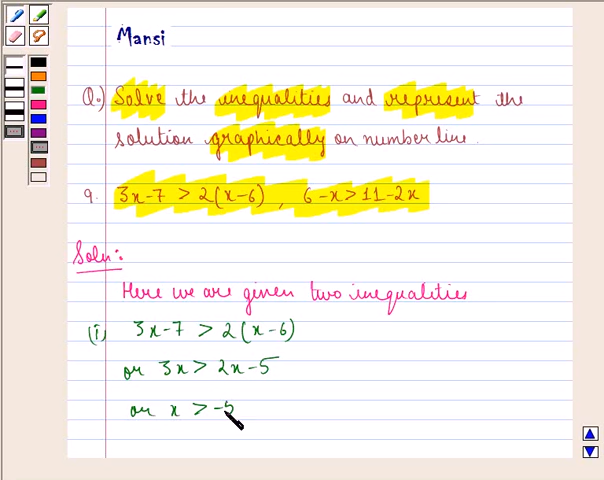 Mansi
Q.) Solve the inequalities and represent the
solution graphically on number line.
9. 3x-7 > 2(x-6) , 6-x > 11-2x
Soln:
Here we are given two inequalities
(i) 3x-7 > 2(x-6)
or 3x > 2x-5
or x > -5